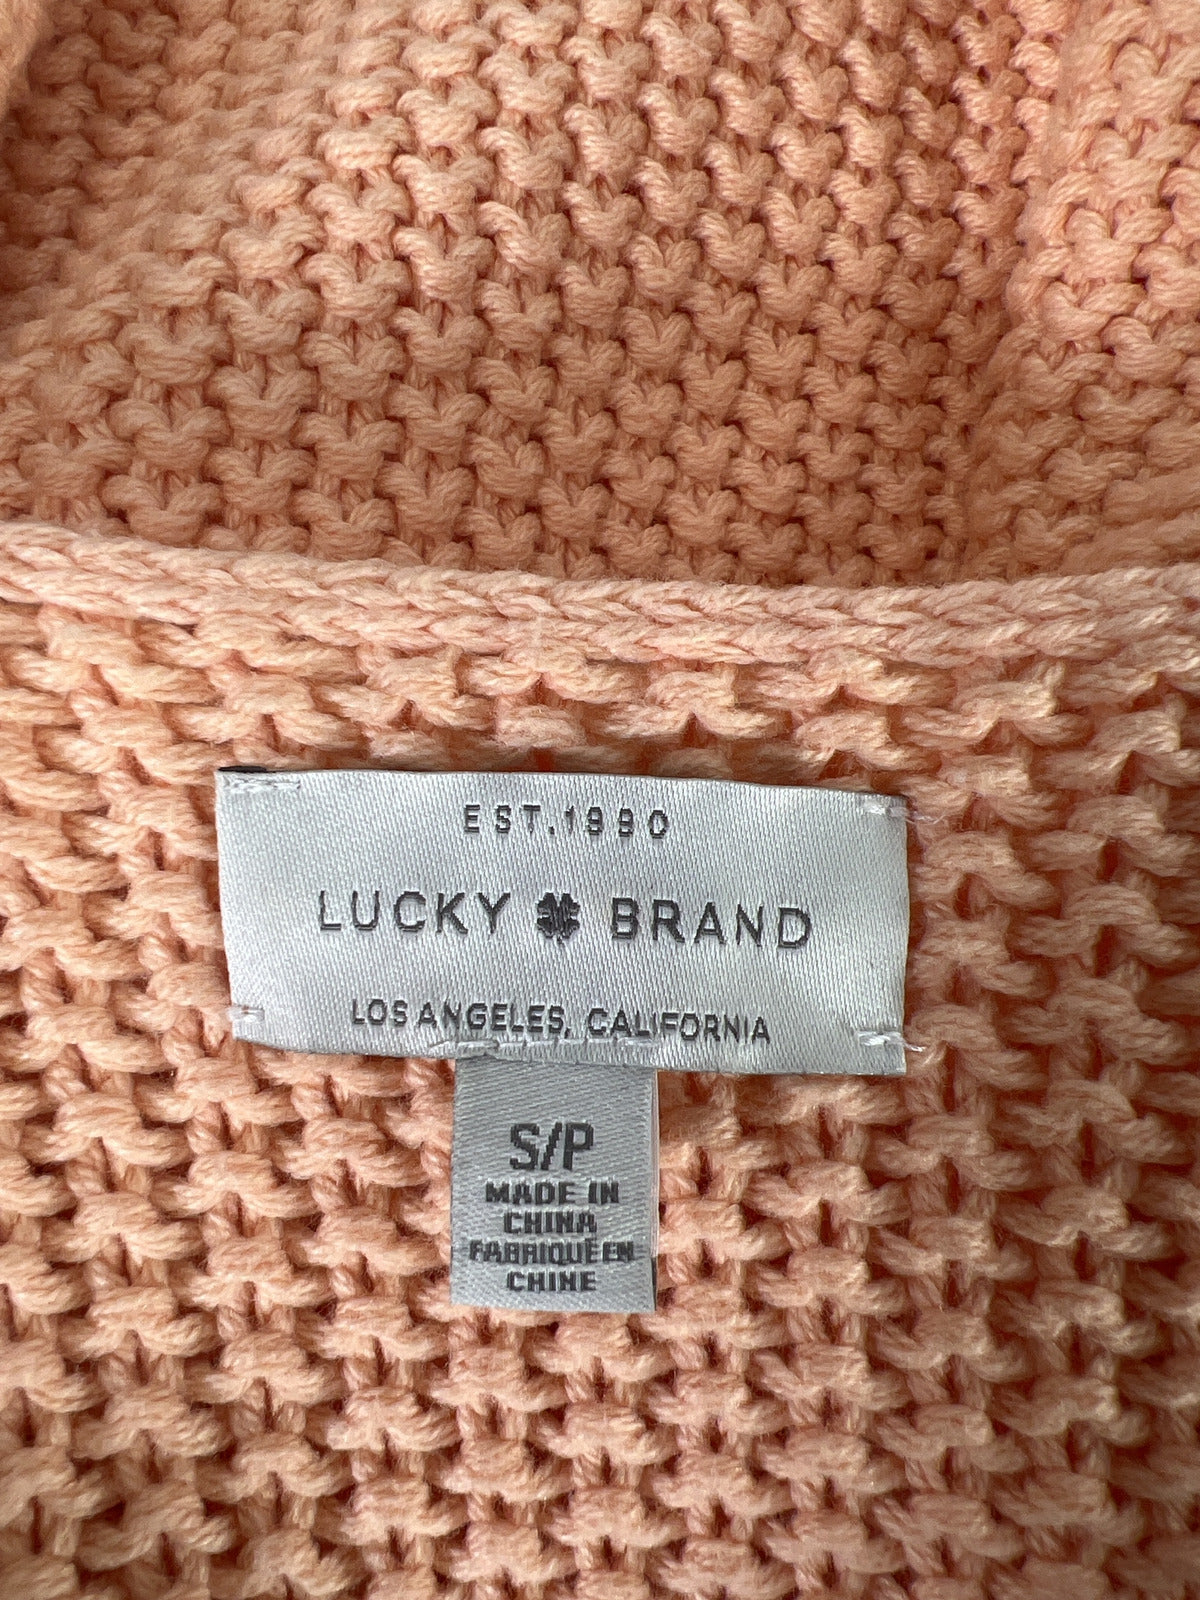 EST.1990
LUCKY BRAND
LOS ANGELES, CALIFORNIA
S/P
MADE IN
CHINA
FABRIQUÉ EN
CHINE